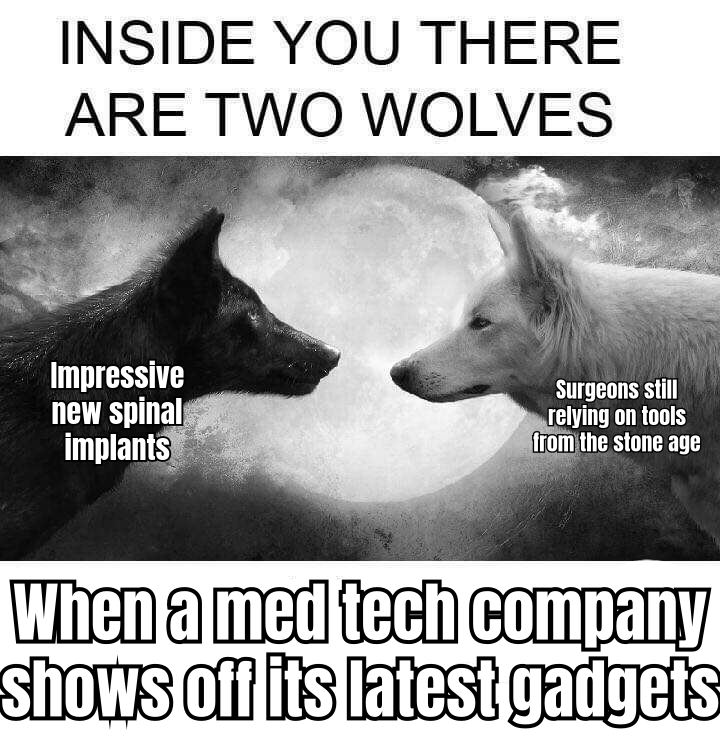 INSIDE YOU THERE
ARE TWO WOLVES
Impressive
new spinal
implants
Surgeons still
relying on tools
from the stone age
When a med tech company
shows off its latest gadgets